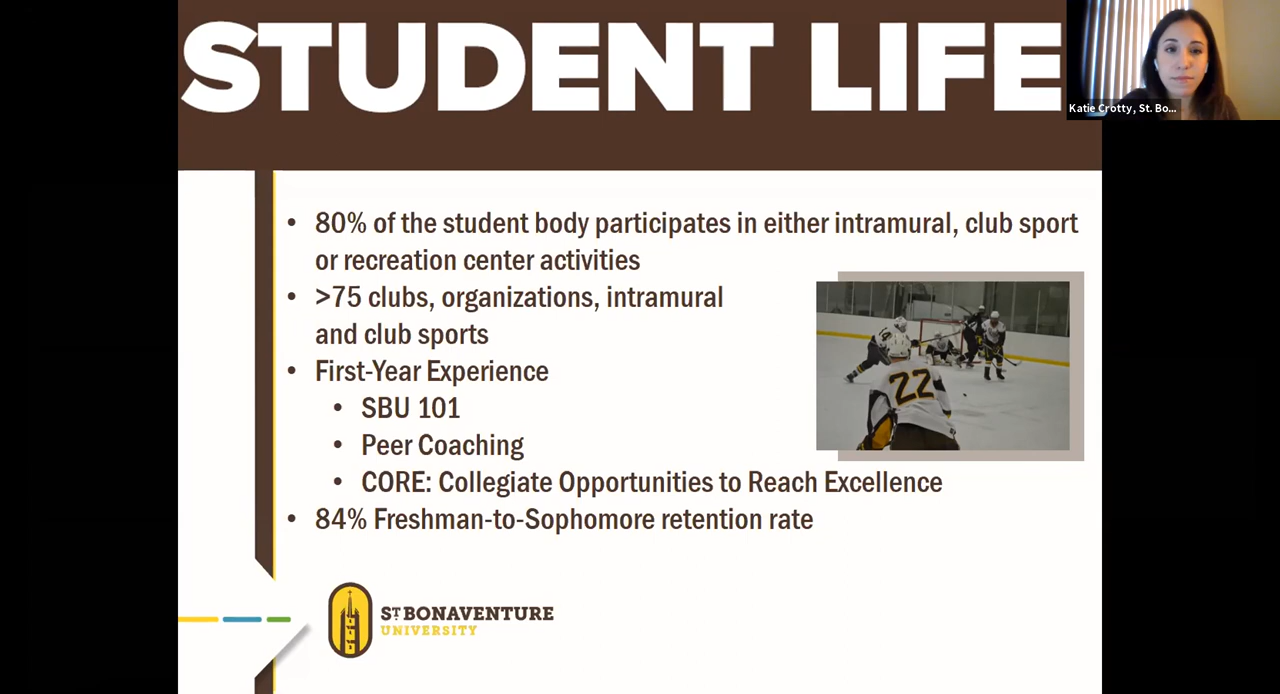 STUDENT LIFE
Katie Crotty, St. Bo...
• 80% of the student body participates in either intramural, club sport
or recreation center activities
• >75 clubs, organizations, intramural
and club sports
• First-Year Experience
• SBU 101
• Peer Coaching
• CORE: Collegiate Opportunities to Reach Excellence
• 84% Freshman-to-Sophomore retention rate
22
ST. BONAVENTURE
UNIVERSITY